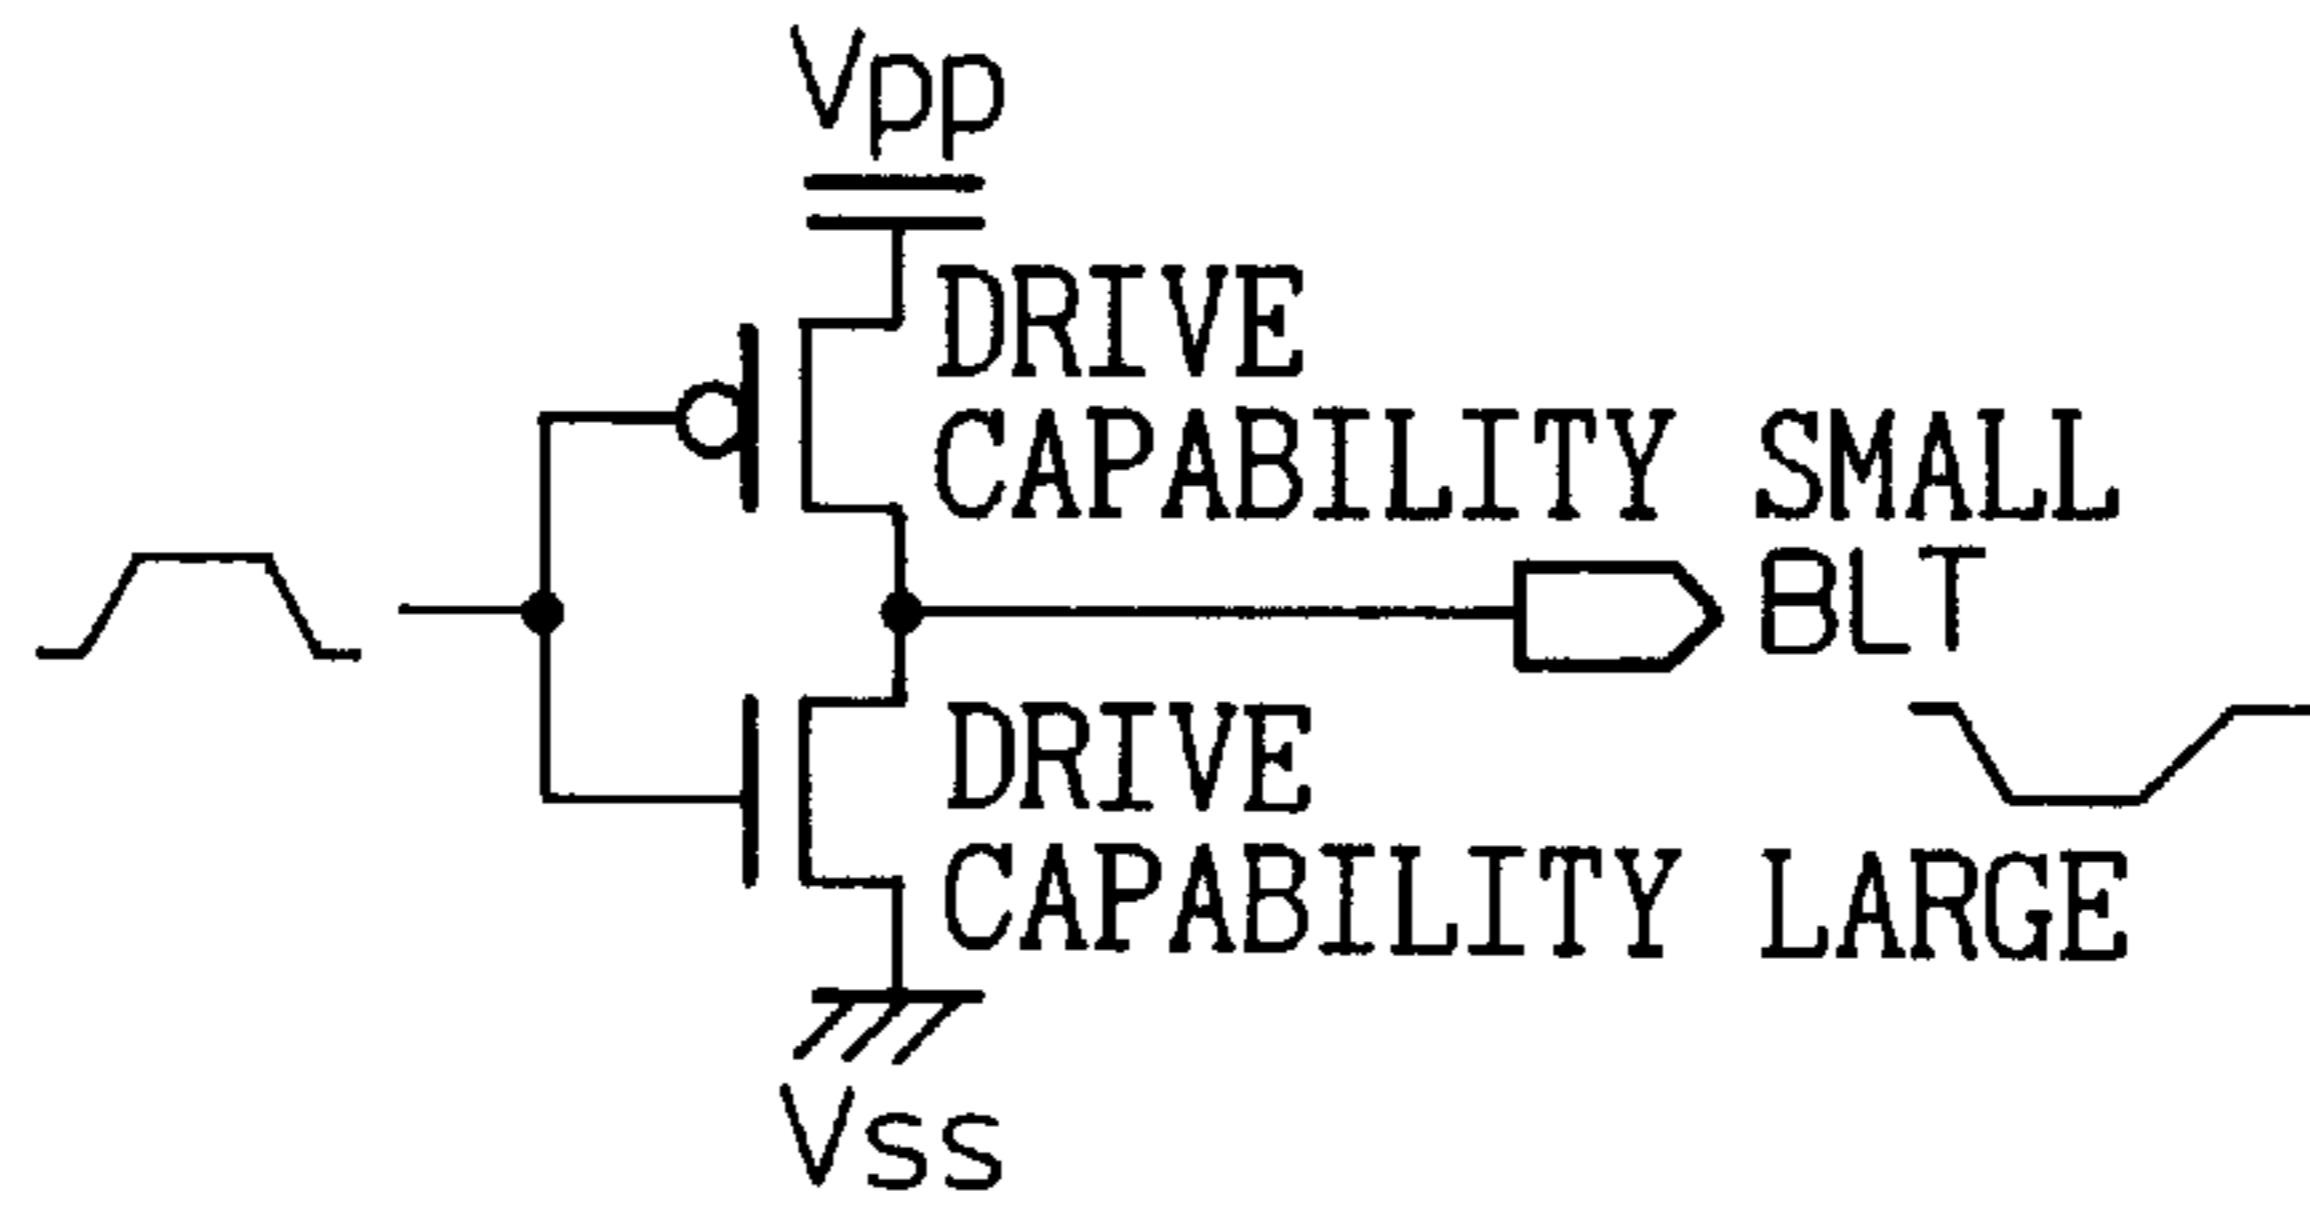 Vpp
DRIVE
CAPABILITY SMALL
BLT
DRIVE
CAPABILITY LARGE
Vss